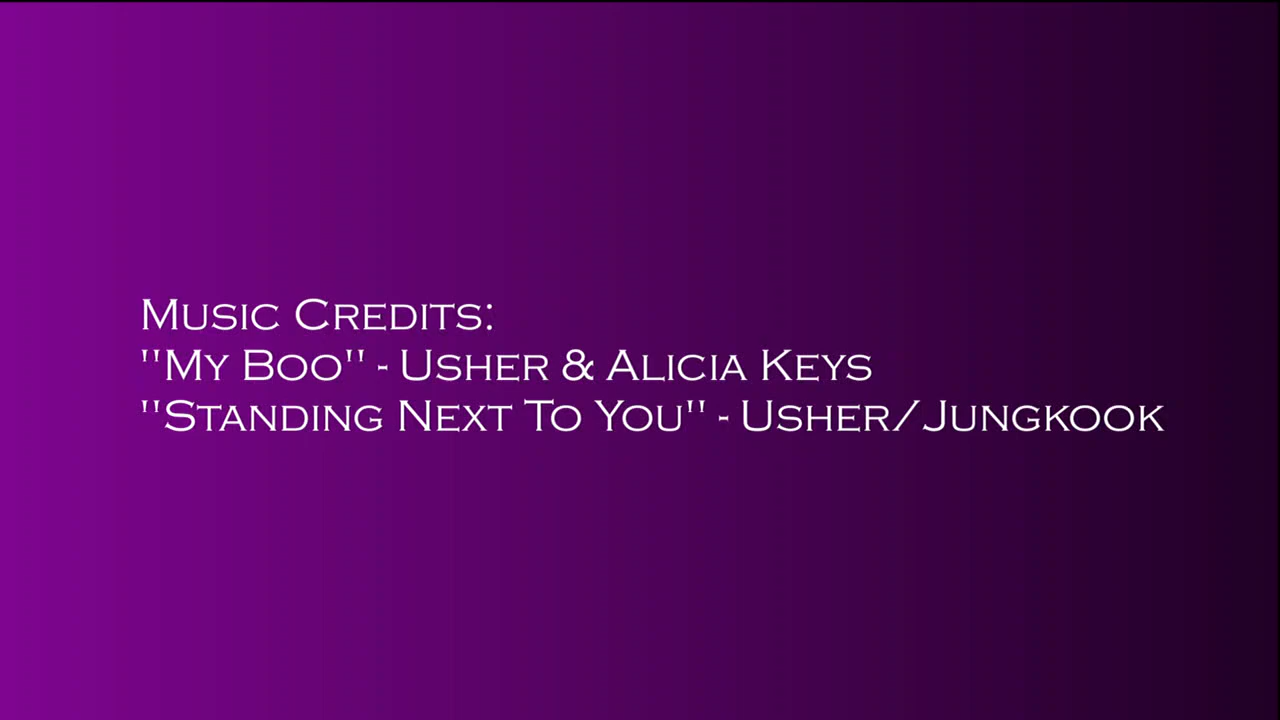 Music Credits:
"My Boo" - Usher & Alicia Keys
"Standing Next To You" - Usher/Jungkook